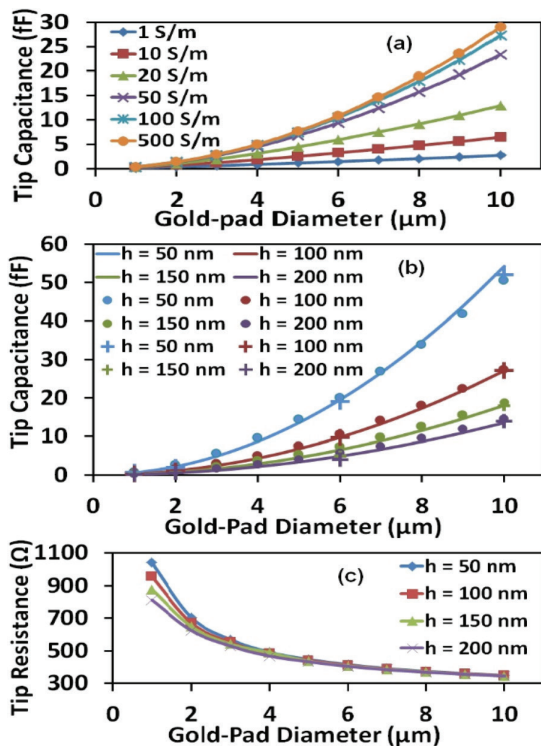 Tip Capacitance (fF)
30
25
20
15
10
5
0
1 S/m
10 S/m
20 S/m
50 S/m
100 S/m
500 S/m
(a)
0 2 4 6 8 10
Gold-pad Diameter (μm)
Tip Capacitance (fF)
60
50
40
30
20
10
0
h = 50 nm h = 100 nm
h = 150 nm h = 200 nm
h = 50 nm h = 100 nm
h = 150 nm h = 200 nm
h = 50 nm h = 100 nm
h = 150 nm h = 200 nm
(b)
0 2 4 6 8 10
Gold-Pad Diameter (μm)
Tip Resistance (Ω)
1100
900
700
500
300
(c)
h = 50 nm
h = 100 nm
h = 150 nm
h = 200 nm
0 2 4 6 8 10
Gold-Pad Diameter (μm)